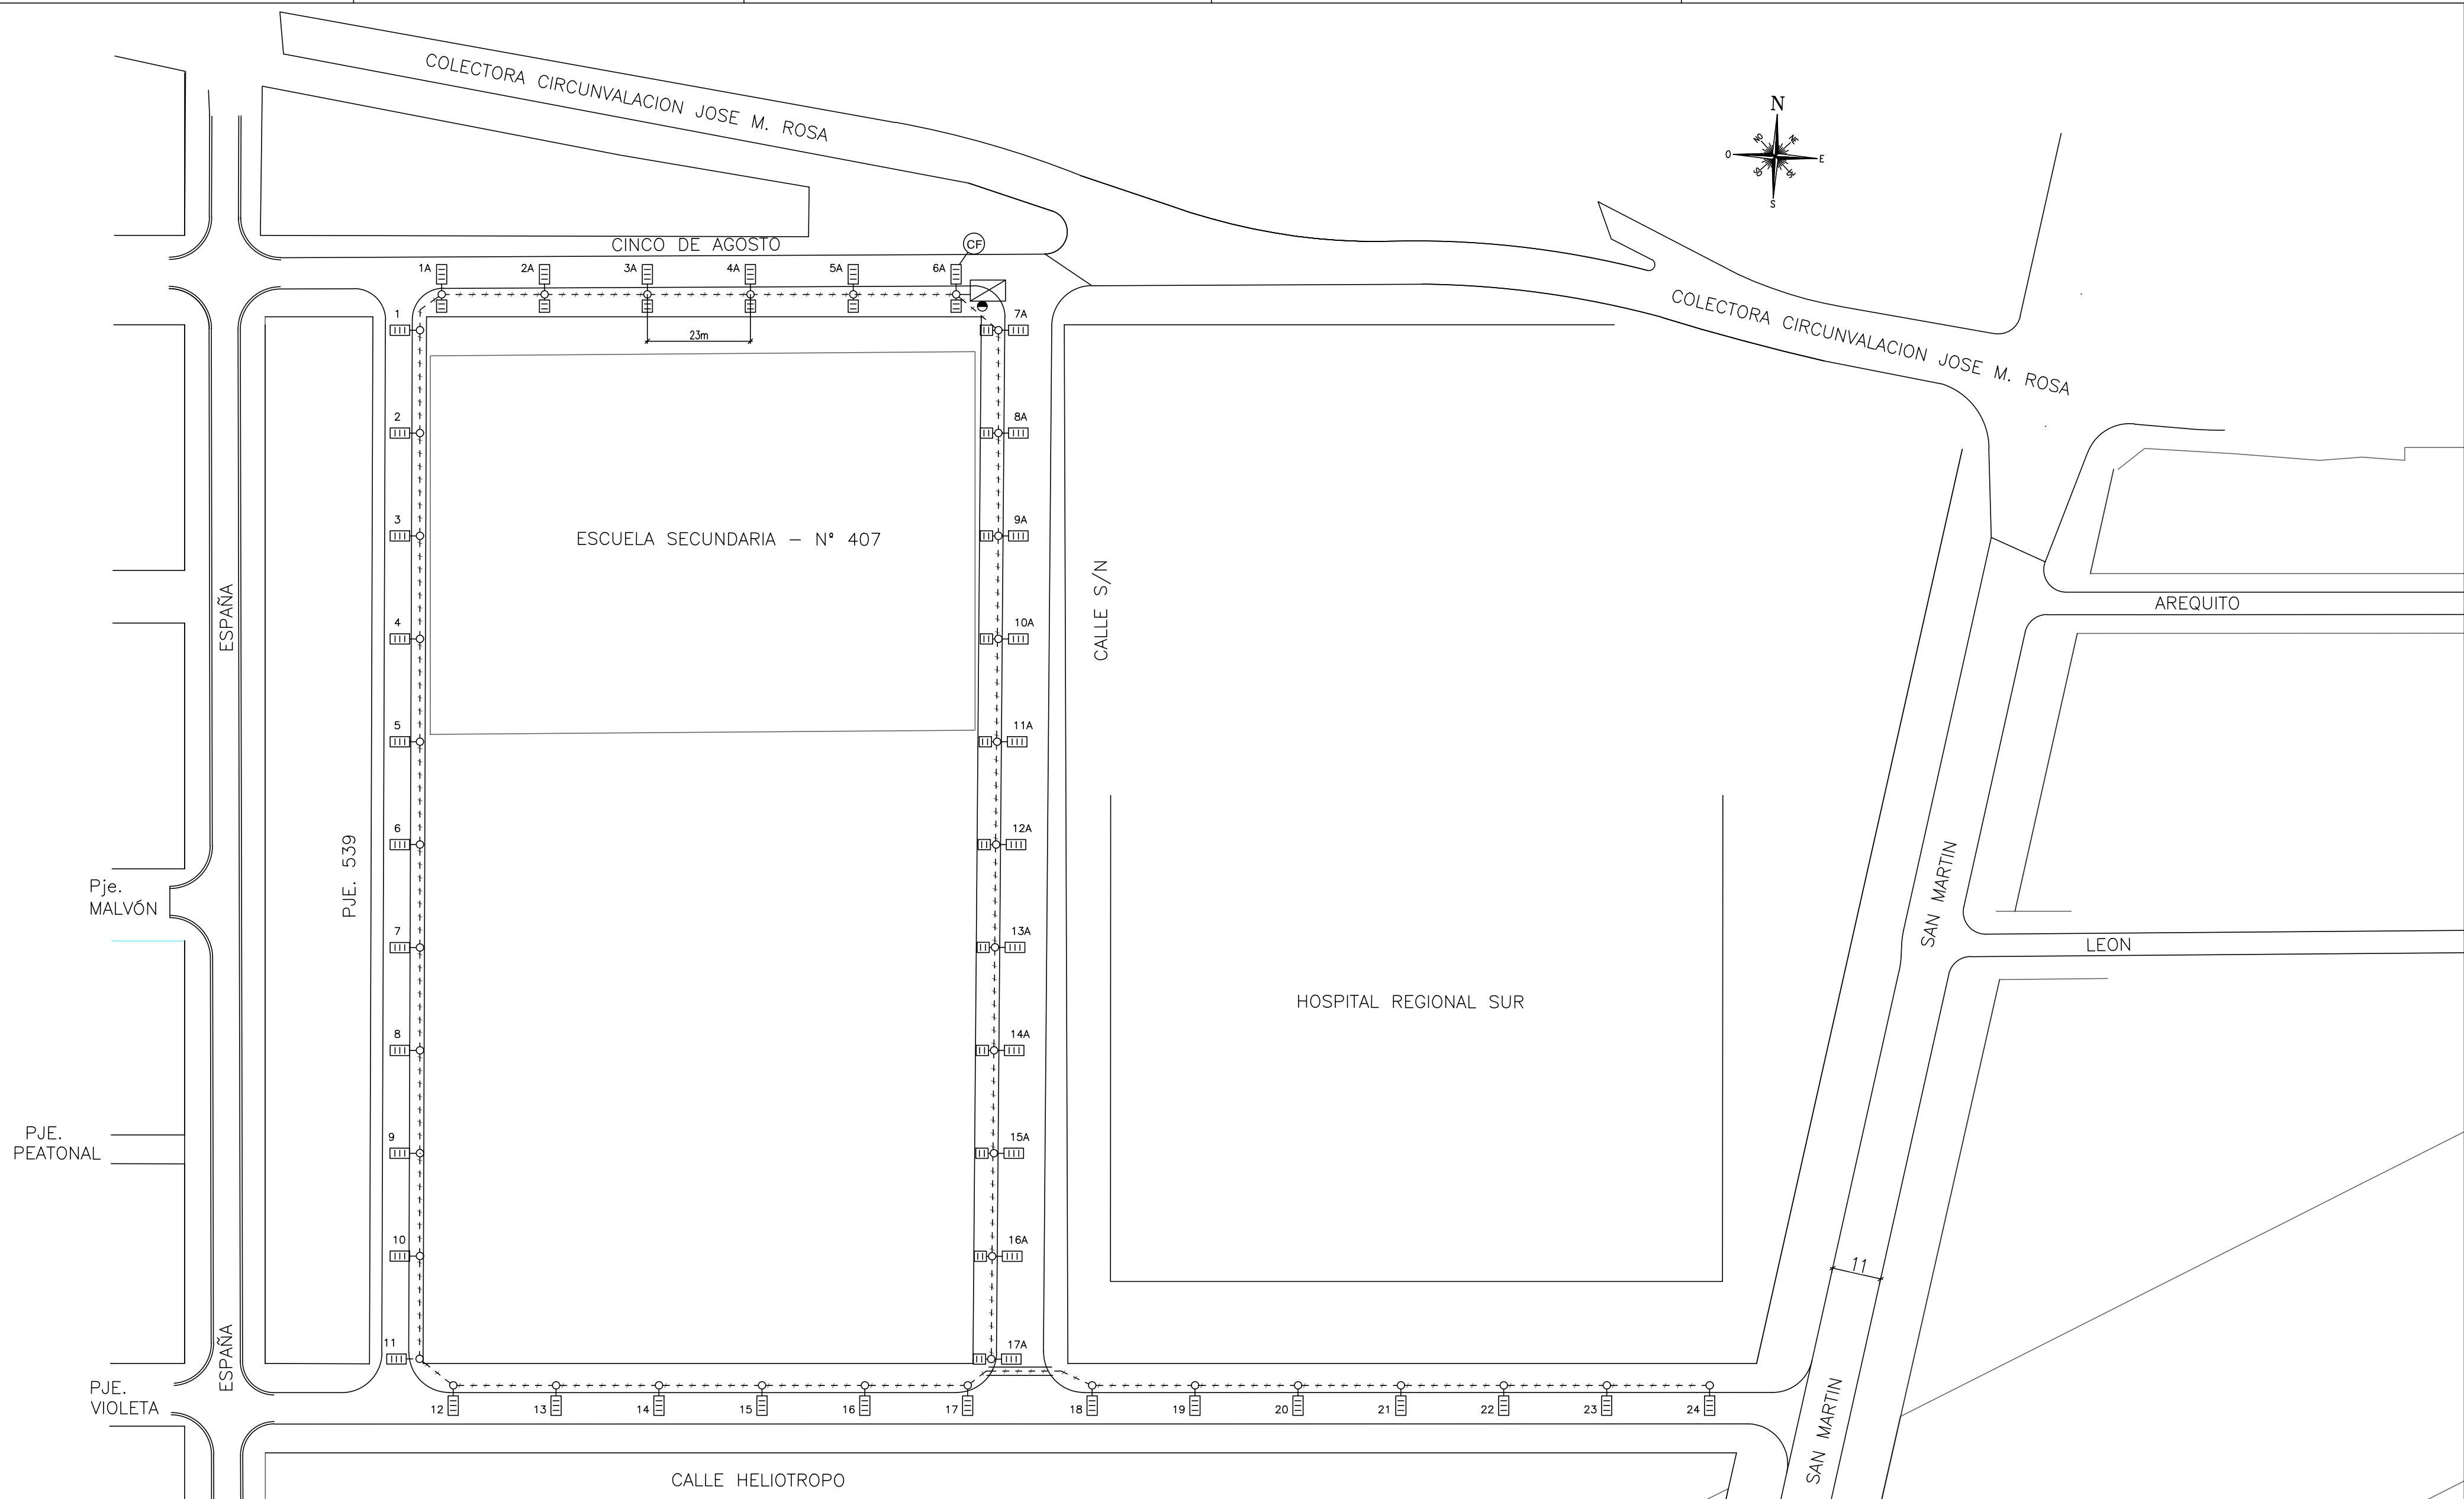 COLECTORA CIRCUNVALACION JOSE M. ROSA
N
NO
NE
O
E
SO
S
CINCO DE AGOSTO
CF
1A
2A
3A
4A
5A
6A
COLECTORA CIRCUNVALACION JOSE M. ROSA
1
7A
23m
2
8A
3
9A
ESCUELA SECUNDARIA – Nº 407
ESPAÑA
CALLE S/N
AREQUITO
4
10A
5
11A
6
12A
PJE. 539
SAN MARTIN
Pje.
MALVÓN
7
13A
LEON
HOSPITAL REGIONAL SUR
8
14A
PJE.
PEATONAL
9
15A
10
16A
11
11
17A
ESPAÑA
PJE.
VIOLETA
12
13
14
15
16
17
18
19
20
21
22
23
24
SAN MARTIN
CALLE HELIOTROPO